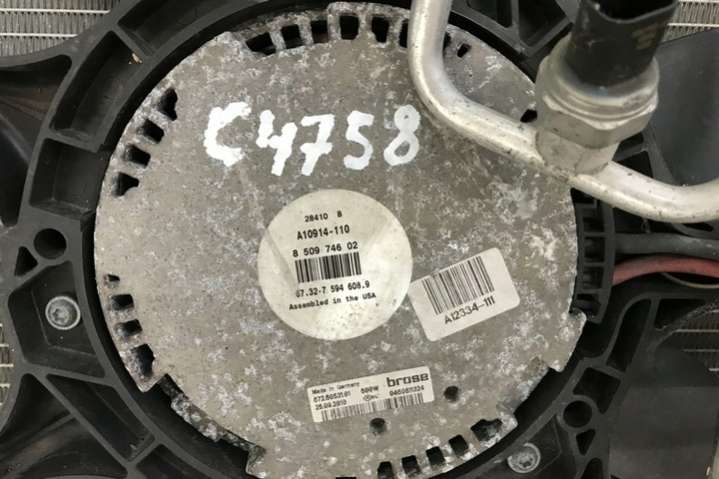 C4758
28410 B
A10914-110
8 509 746 02
67.32-7 594 608.9
Assembled in the USA
A12334-111
Made in Germany
600W
brose
25.09.2010